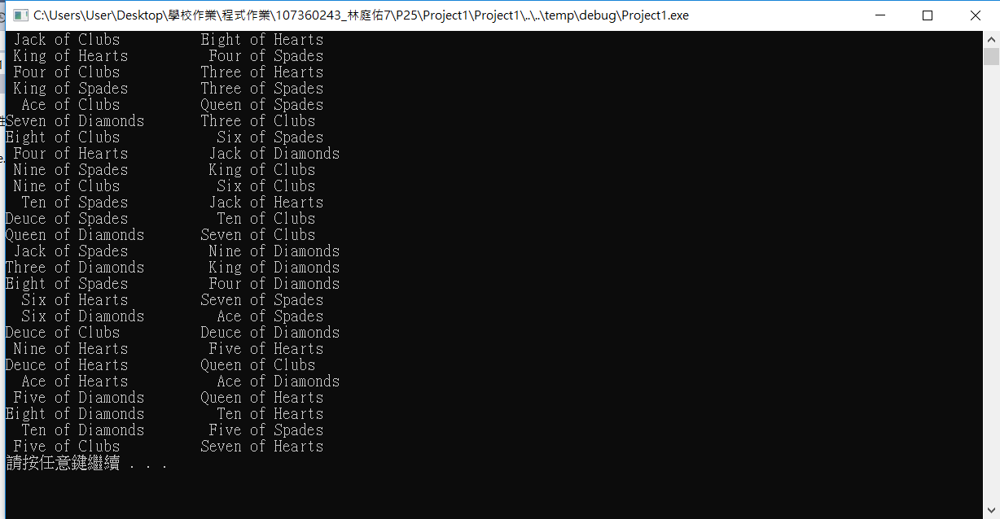 C:\Users\User\Desktop\學校作業\程式作業\107360243_林庭佑7\P25\Project1\Project1\..\..\temp\debug\Project1.exe
Jack of Clubs Eight of Hearts
King of Hearts Four of Spades
Four of Clubs Three of Hearts
King of Spades Three of Spades
Ace of Clubs Queen of Spades
Seven of Diamonds Three of Clubs
Eight of Clubs Six of Spades
Four of Hearts Jack of Diamonds
Nine of Spades King of Clubs
Nine of Clubs Six of Clubs
Ten of Spades Jack of Hearts
Deuce of Spades Ten of Clubs
Queen of Diamonds Seven of Clubs
Jack of Spades Nine of Diamonds
Three of Diamonds King of Diamonds
Eight of Spades Four of Diamonds
Six of Hearts Seven of Spades
Six of Diamonds Ace of Spades
Deuce of Clubs Deuce of Diamonds
Nine of Hearts Five of Hearts
Deuce of Hearts Queen of Clubs
Ace of Hearts Ace of Diamonds
Five of Diamonds Queen of Hearts
Eight of Diamonds Ten of Hearts
Ten of Diamonds Five of Spades
Five of Clubs Seven of Hearts
請按任意鍵繼續 . . .